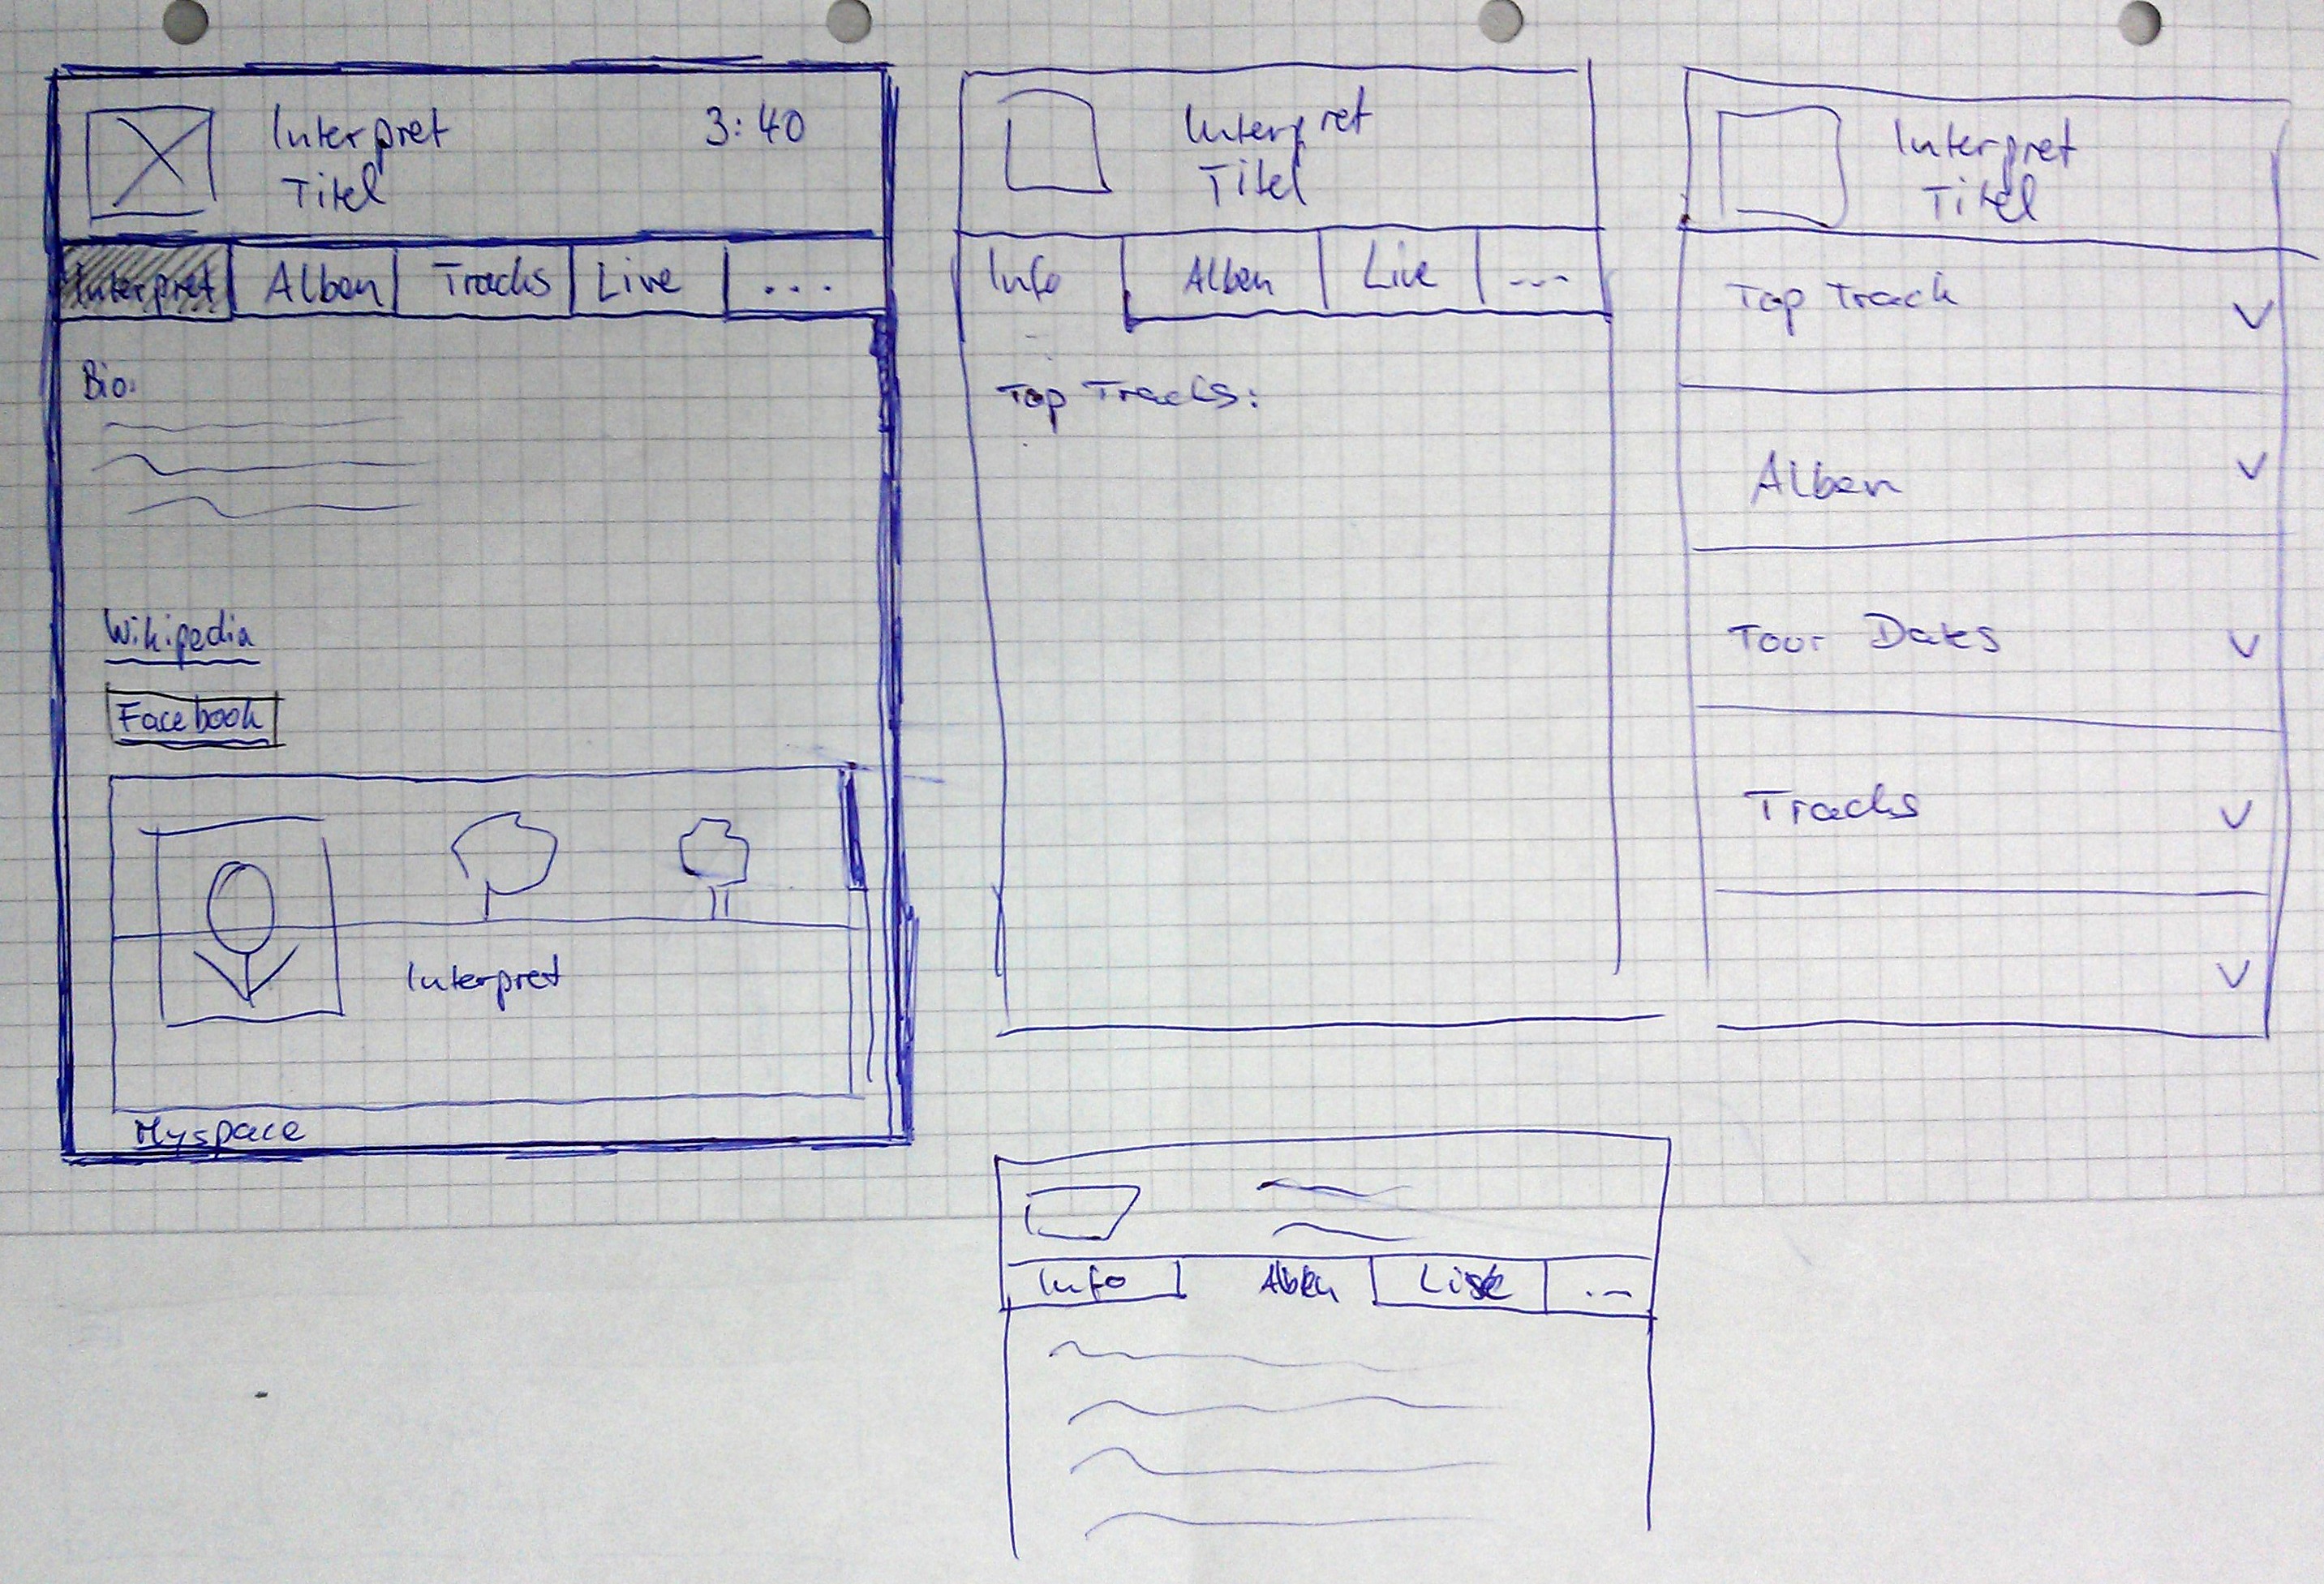 Interpret 3:40
Titel
Interpret Alben Tracks Live ...
Bio:
Wikipedia
Facebook
Interpret
Myspace
Interpret
Titel
Info Alben Live ...
Top Tracks:
Interpret
Titel
Top Track
Alben
Tour Dates
Tracks
Info Alben ...